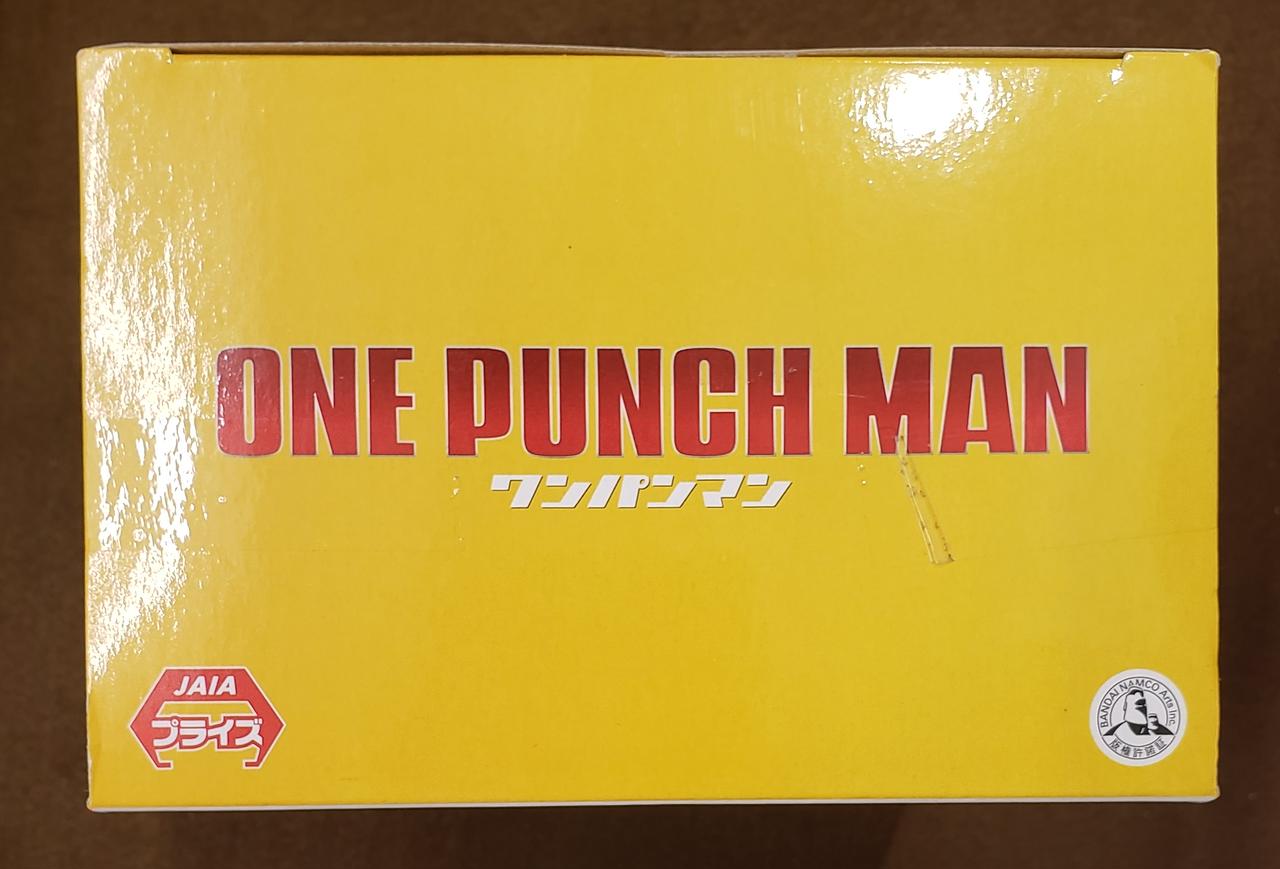 ONE PUNCH MAN
ワンパンマン
JAIA
プライズ
BANDAI NAMCO Arts Inc.
版権許諾証